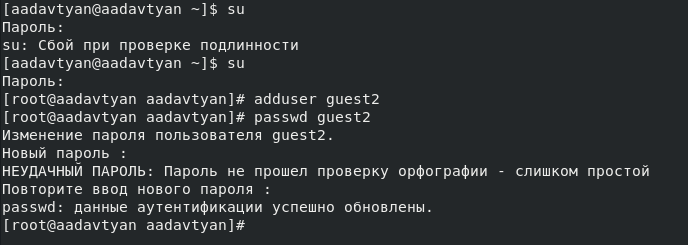 [aadavtyan@aadavtyan ~]$ su
Пароль:
su: Сбой при проверке подлинности
[aadavtyan@aadavtyan ~]$ su
Пароль:
[root@aadavtyan aadavtyan]# adduser guest2
[root@aadavtyan aadavtyan]# passwd guest2
Изменение пароля пользователя guest2.
Новый пароль :
НЕУДАЧНЫЙ ПАРОЛЬ: Пароль не прошел проверку орфографии - слишком простой
Повторите ввод нового пароля :
passwd: данные аутентификации успешно обновлены.
[root@aadavtyan aadavtyan]#